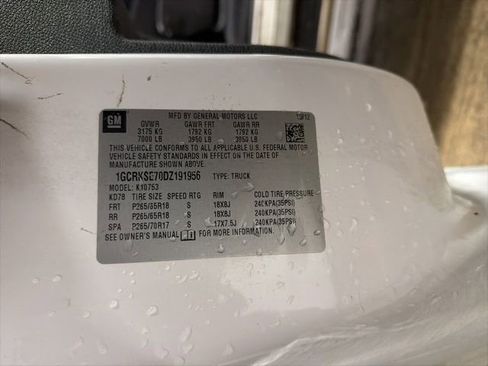 GM
MFD BY GENERAL MOTORS LLC
GVWR GAWR FRT GAWR RR
3175 KG 1792 KG 1792 KG
7000 LB 3950 LB 3950 LB
THIS VEHICLE CONFORMS TO ALL APPLICABLE U.S. FEDERAL MOTOR
VEHICLE SAFETY STANDARDS IN EFFECT ON THE DATE OF
MANUFACTURE SHOWN ABOVE.
1GCRKSE70DZ191956 TYPE: TRUCK
MODEL: K10753
KD78 TIRE SIZE SPEED RTG RIM COLD TIRE PRESSURE
FRT P265/65R18 S 18X8J 240KPA(35PSI)
RR P265/65R18 S 18X8J 240KPA(35PSI)
SPA P265/70R17 S 17X7.5J 240KPA(35PSI)
SEE OWNER'S MANUAL FOR MORE INFORMATION.